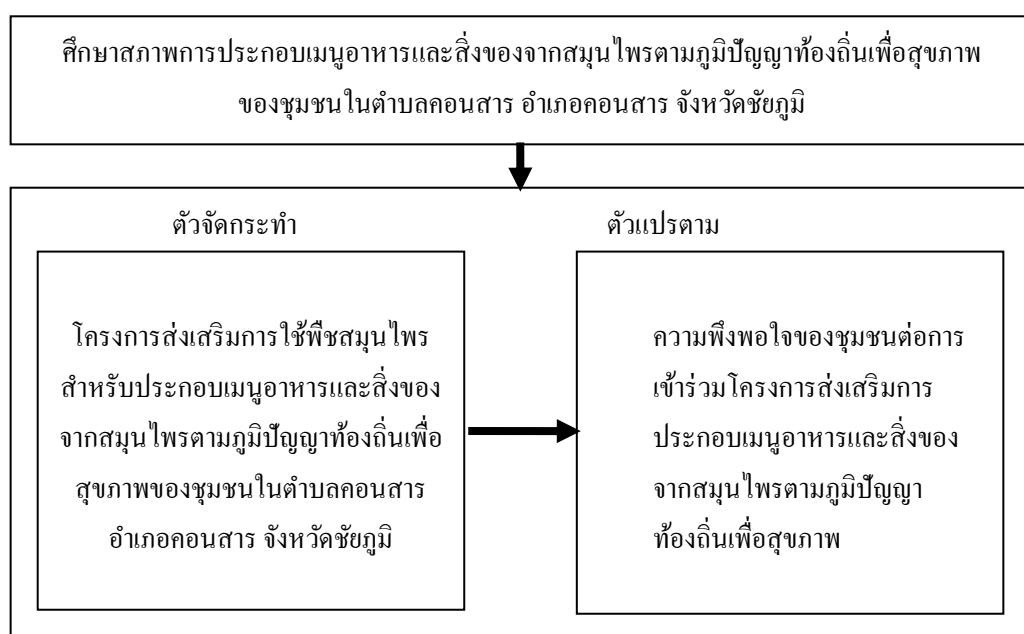 ศึกษาสภาพการประกอบเมนูอาหารและสิ่งของจากสมุนไพรตามภูมิปัญญาท้องถิ่นเพื่อสุขภาพ
ของชุมชนในตำบลคอนสาร อำเภอคอนสาร จังหวัดชัยภูมิ
ตัวจัดกระทำ
โครงการส่งเสริมการใช้พืชสมุนไพร
สำหรับประกอบเมนูอาหารและสิ่งของ
จากสมุนไพรตามภูมิปัญญาท้องถิ่นเพื่อ
สุขภาพของชุมชนในตำบลคอนสาร
อำเภอคอนสาร จังหวัดชัยภูมิ
ตัวแปรตาม
ความพึงพอใจของชุมชนต่อการ
เข้าร่วมโครงการส่งเสริมการ
ประกอบเมนูอาหารและสิ่งของ
จากสมุนไพรตามภูมิปัญญา
ท้องถิ่นเพื่อสุขภาพ